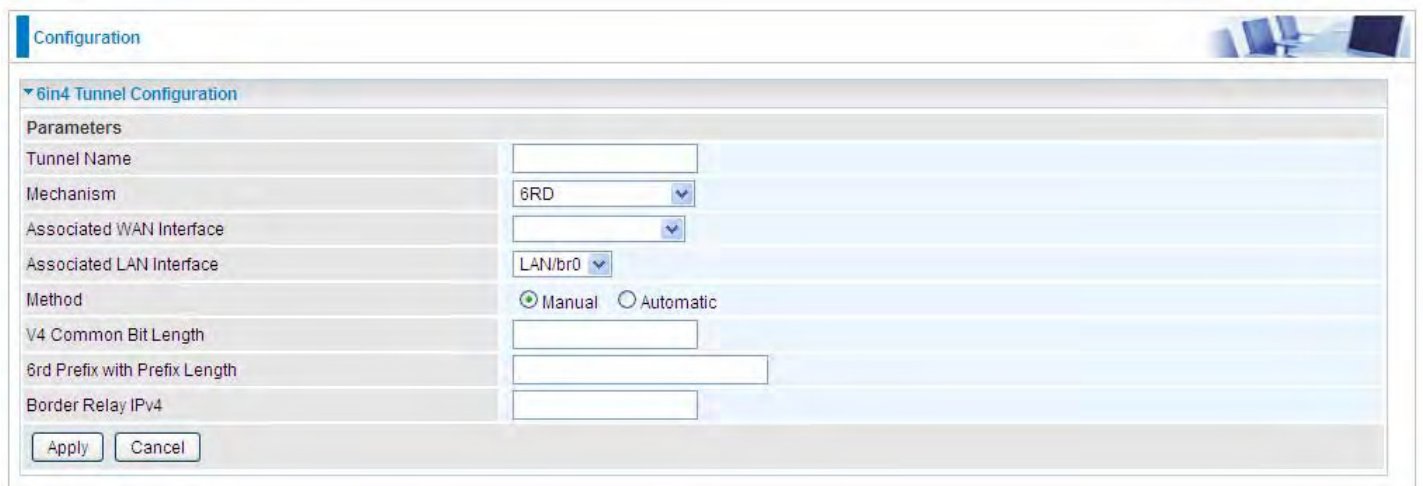 Configuration
6in4 Tunnel Configuration
Parameters
Tunnel Name
Mechanism 6RD
Associated WAN Interface
Associated LAN Interface LAN/br0
Method Manual Automatic
V4 Common Bit Length
6rd Prefix with Prefix Length
Border Relay IPv4
Apply Cancel